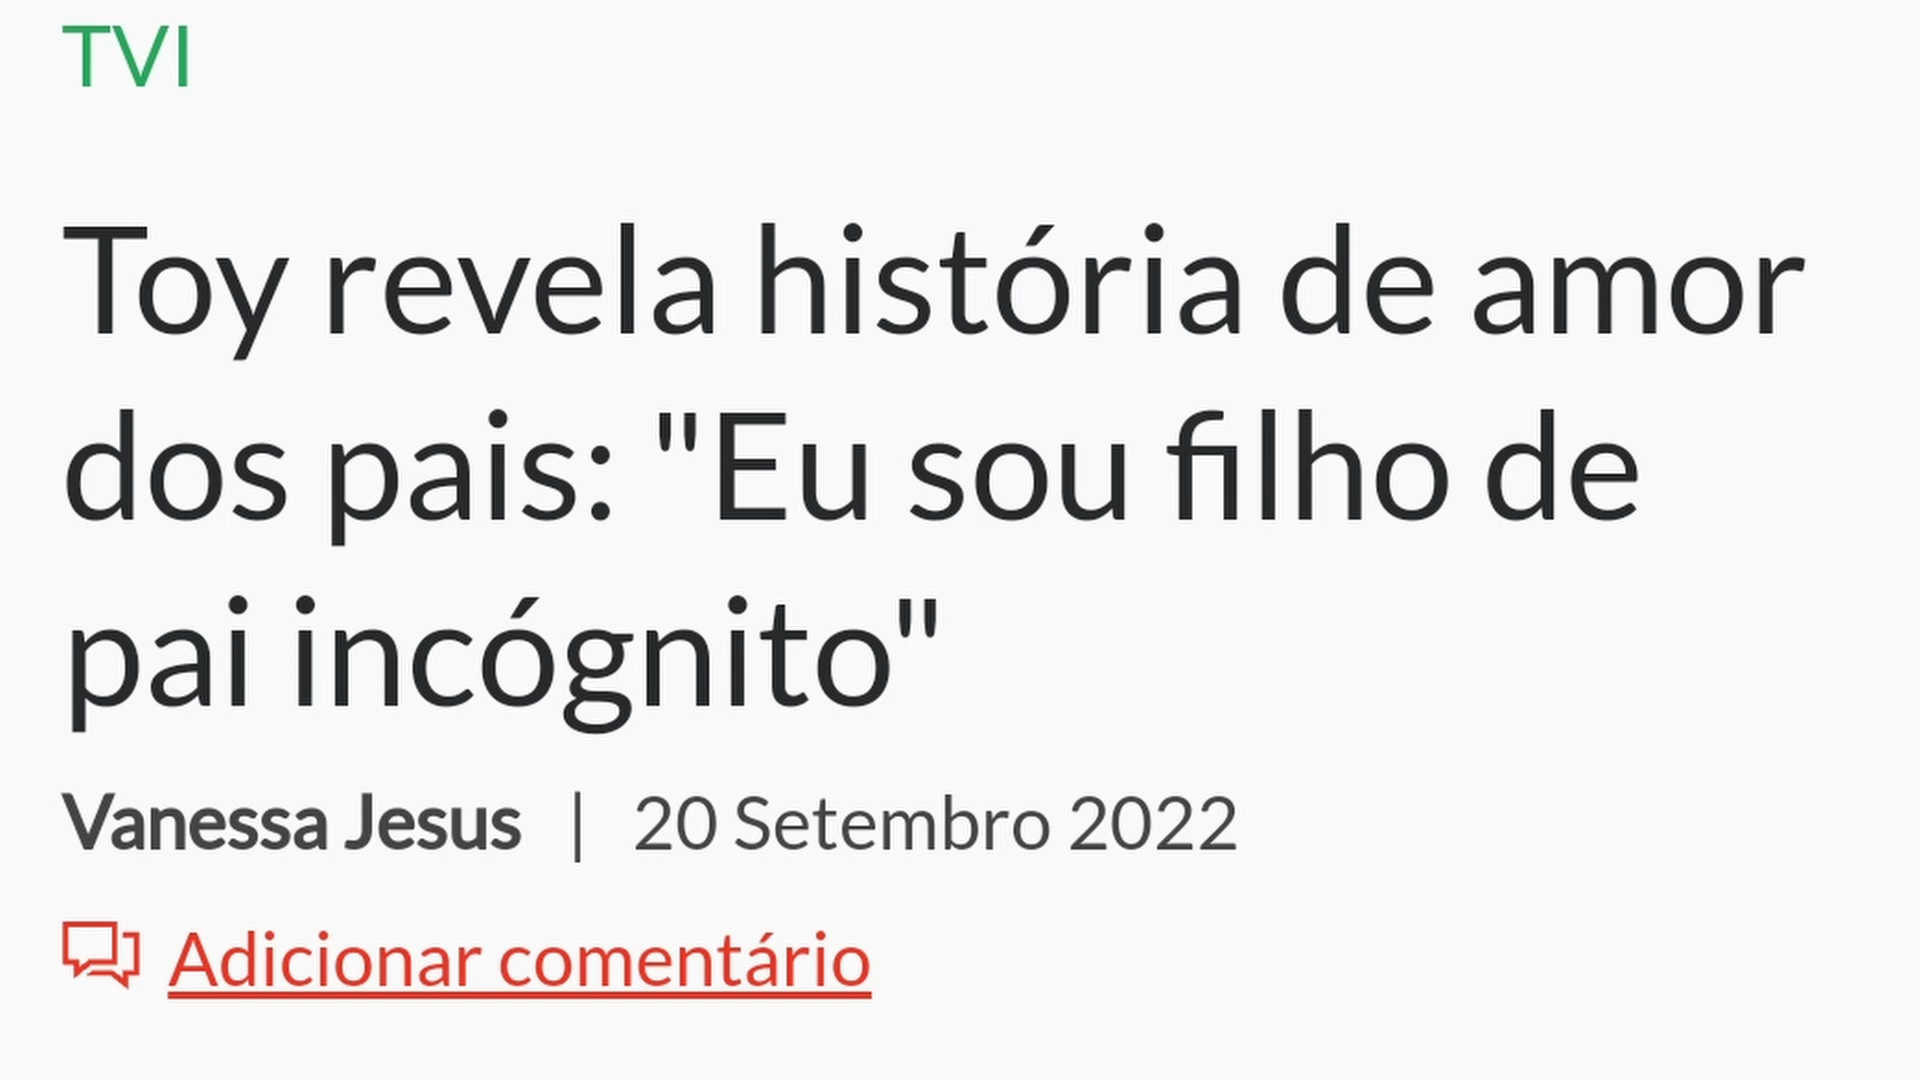 TVI
Toy revela história de amor
dos pais: "Eu sou filho de
pai incógnito"
Vanessa Jesus | 20 Setembro 2022
Adicionar comentário